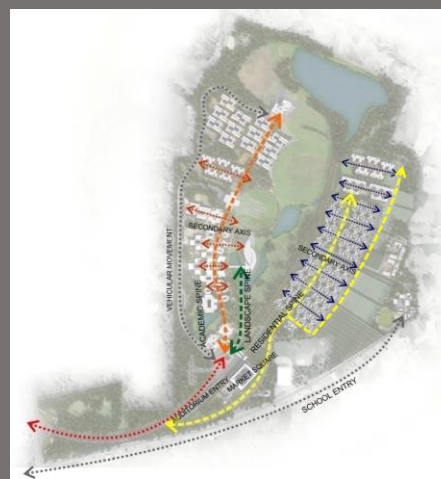 SECONDARY AXIS
VEHICULAR MOVEMENT
ACADEMIC SPINE
LANDSCAPE SPINE
SECONDARY AXIS
RESIDENTIAL SPINE
AUDITORIUM ENTRY
MARKET SQUARE
SCHOOL ENTRY